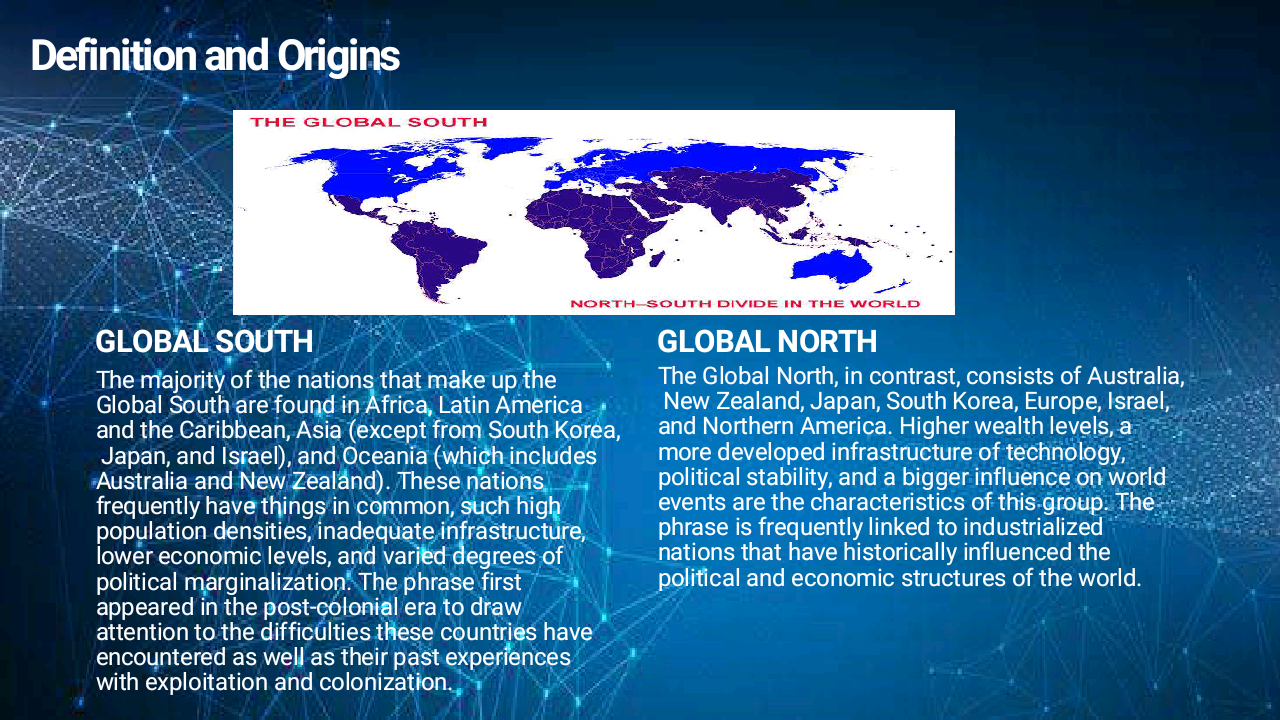 Definition and Origins
THE GLOBAL SOUTH
NORTH–SOUTH DIVIDE IN THE WORLD
GLOBAL SOUTH
The majority of the nations that make up the
Global South are found in Africa, Latin America
and the Caribbean, Asia (except from South Korea,
Japan, and Israel), and Oceania (which includes
Australia and New Zealand). These nations
frequently have things in common, such high
population densities, inadequate infrastructure,
lower economic levels, and varied degrees of
political marginalization. The phrase first
appeared in the post-colonial era to draw
attention to the difficulties these countries have
encountered as well as their past experiences
with exploitation and colonization.
GLOBAL NORTH
The Global North, in contrast, consists of Australia,
New Zealand, Japan, South Korea, Europe, Israel,
and Northern America. Higher wealth levels, a
more developed infrastructure of technology,
political stability, and a bigger influence on world
events are the characteristics of this group. The
phrase is frequently linked to industrialized
nations that have historically influenced the
political and economic structures of the world.